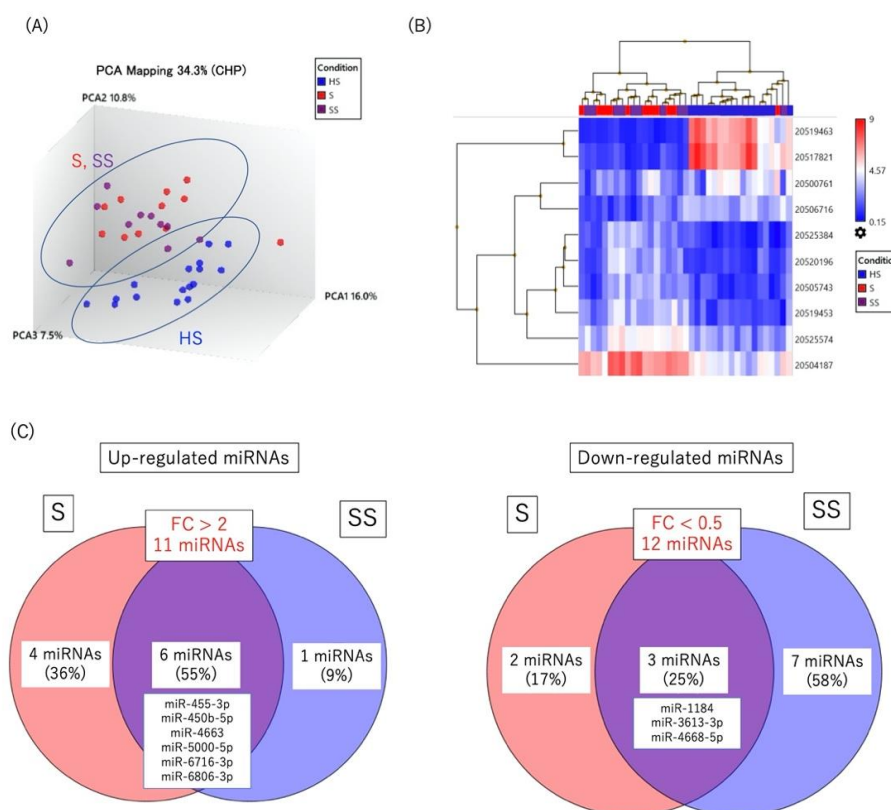 (A)
PCA Mapping 34.3% (CHP)
Condition
HS
S
SS
PCA2 10.8%
S, SS
PCA1 16.0%
PCA3 7.5%
HS
(B)
20519463
20517821
20500761
20506716
20525384
20520196
20505743
20519453
20525574
20504187
9
4.57
0.15
Condition
HS
S
SS
(C)
Up-regulated miRNAs
S
SS
FC > 2
11 miRNAs
4 miRNAs
(36%)
6 miRNAs
(55%)
1 miRNAs
(9%)
miR-455-3p
miR-450b-5p
miR-4663
miR-5000-5p
miR-6716-3p
miR-6806-3p
Down-regulated miRNAs
S
SS
FC < 0.5
12 miRNAs
2 miRNAs
(17%)
3 miRNAs
(25%)
7 miRNAs
(58%)
miR-1184
miR-3613-3p
miR-4668-5p